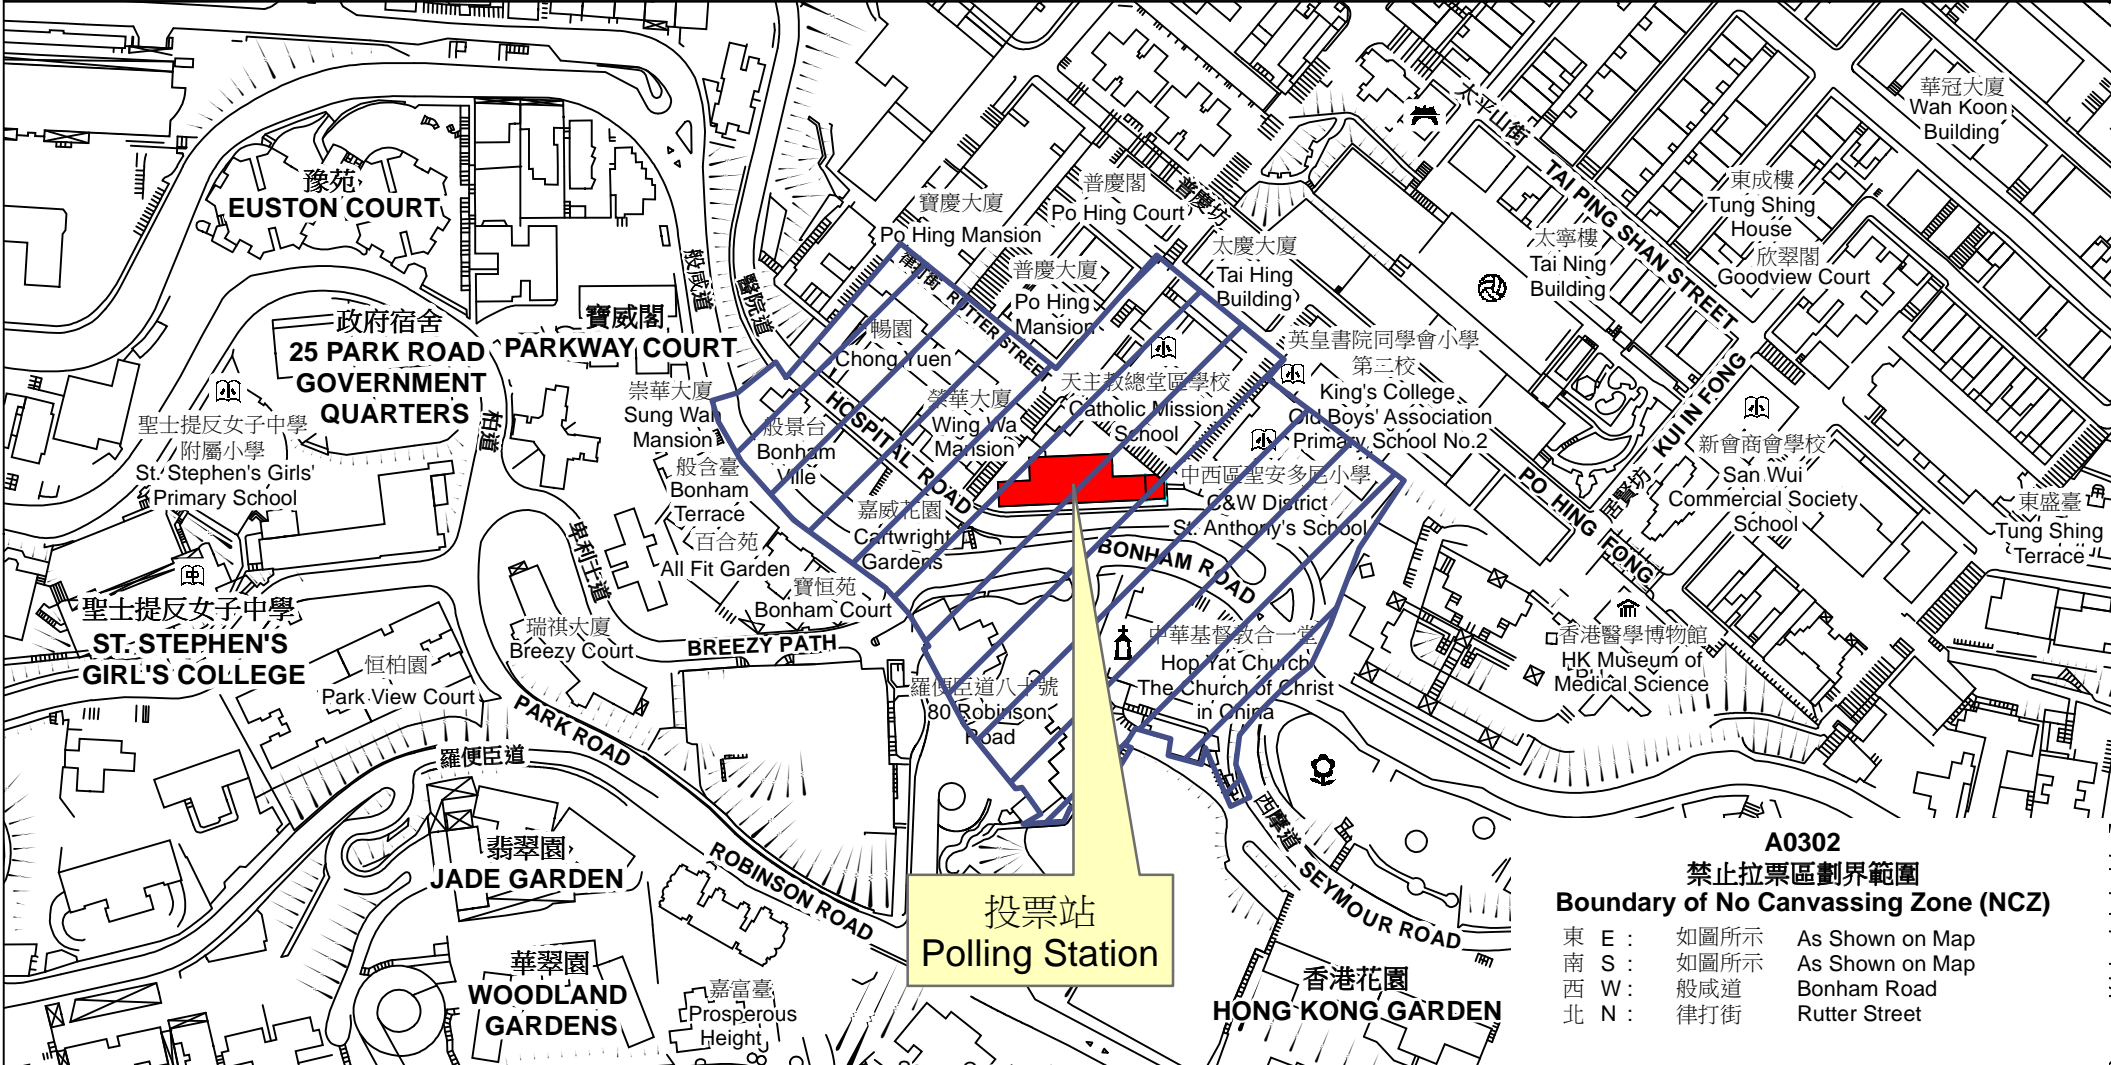 華冠大廈
Wah Koon
Building
太平山街
TAI PING SHAN STREET
東成樓
Tung Shing
House
欣翠閣
Goodview Court
太寧樓
Tai Ning
Building
普慶閣
Po Hing Court
普慶坊
寶慶大廈
Po Hing Mansion
太慶大廈
Tai Hing
Building
普慶大廈
Po Hing
Mansion
律打街 RUTTER STREET
豫苑
EUSTON COURT
般咸道
醫院道
寶威閣
PARKWAY COURT
政府宿舍
25 PARK ROAD
GOVERNMENT
QUARTERS
柏道
暢園
Chong Yuen
崇華大廈
Sung Wah
Mansion
般景台
Bonham
Ville
HOSPITAL ROAD
榮華大廈
Wing Wa
Mansion
天主教總堂區學校
Catholic Mission
School
英皇書院同學會小學
第三校
King's College
Old Boys' Association
Primary School No.2
KUI IN FONG
居賢坊
新會商會學校
San Wui
Commercial Society
School
東盛臺
Tung Shing
Terrace
PO HING FONG
聖士提反女子中學
附屬小學
St. Stephen's Girls'
Primary School
般含臺
Bonham
Terrace
百合苑
All Fit Garden
嘉威花園
Cartwright
Gardens
中西區聖安多尼小學
C&W District
St. Anthony's School
BONHAM ROAD
寶恒苑
Bonham Court
卑利士道
BREEZY PATH
瑞祺大廈
Breezy Court
聖士提反女子中學
ST. STEPHEN'S
GIRL'S COLLEGE
恒柏園
Park View Court
PARK ROAD
羅便臣道
羅便臣道八十號
80 Robinson
Road
中華基督教合一堂
Hop Yat Church
The Church of Christ
in China
香港醫學博物館
HK Museum of
Medical Science
西摩道
SEYMOUR ROAD
翡翠園
JADE GARDEN
ROBINSON ROAD
華翠園
WOODLAND
GARDENS
嘉富臺
Prosperous
Height
投票站
Polling Station
香港花園
HONG KONG GARDEN
A0302
禁止拉票區劃界範圍
Boundary of No Canvassing Zone (NCZ)
東 E : 如圖所示 As Shown on Map
南 S : 如圖所示 As Shown on Map
西 W : 般咸道 Bonham Road
北 N : 律打街 Rutter Street